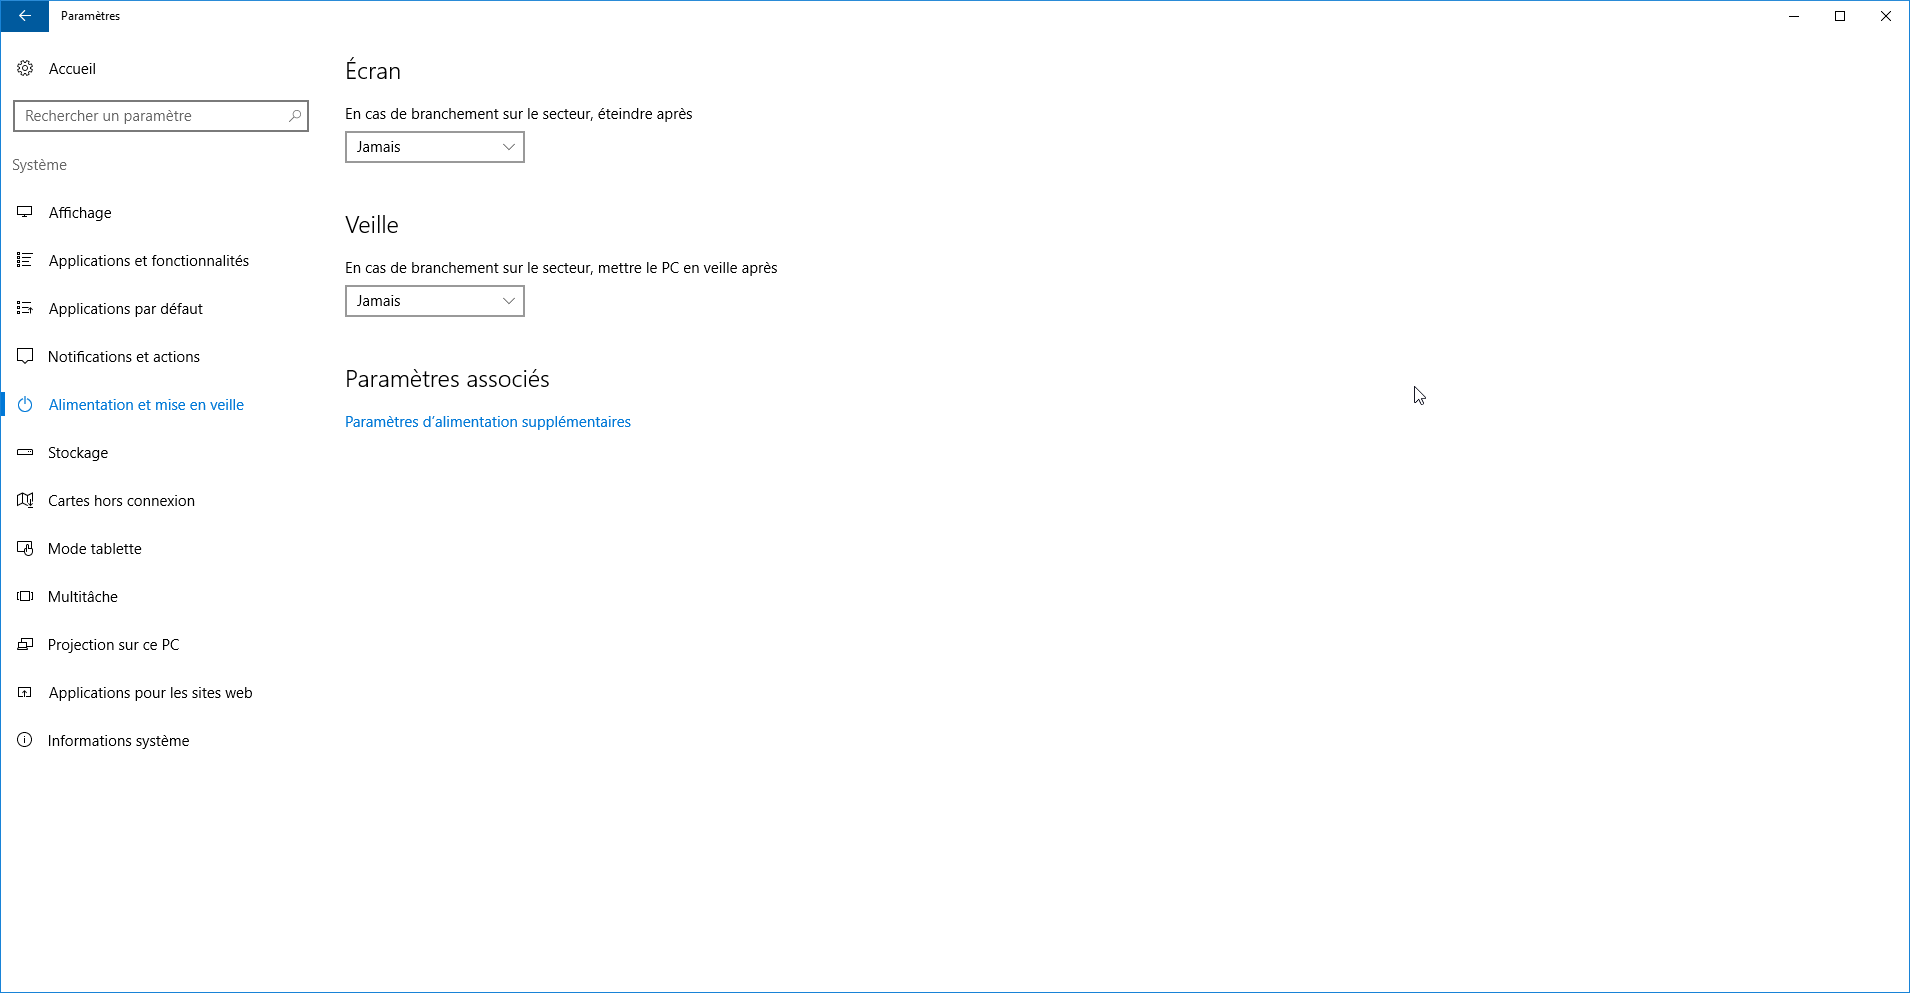 Paramètres
Accueil
Rechercher un paramètre
Système
Affichage
Applications et fonctionnalités
Applications par défaut
Notifications et actions
Alimentation et mise en veille
Stockage
Cartes hors connexion
Mode tablette
Multitâche
Projection sur ce PC
Applications pour les sites web
Informations système
Écran
En cas de branchement sur le secteur, éteindre après
Jamais
Veille
En cas de branchement sur le secteur, mettre le PC en veille après
Jamais
Paramètres associés
Paramètres d’alimentation supplémentaires